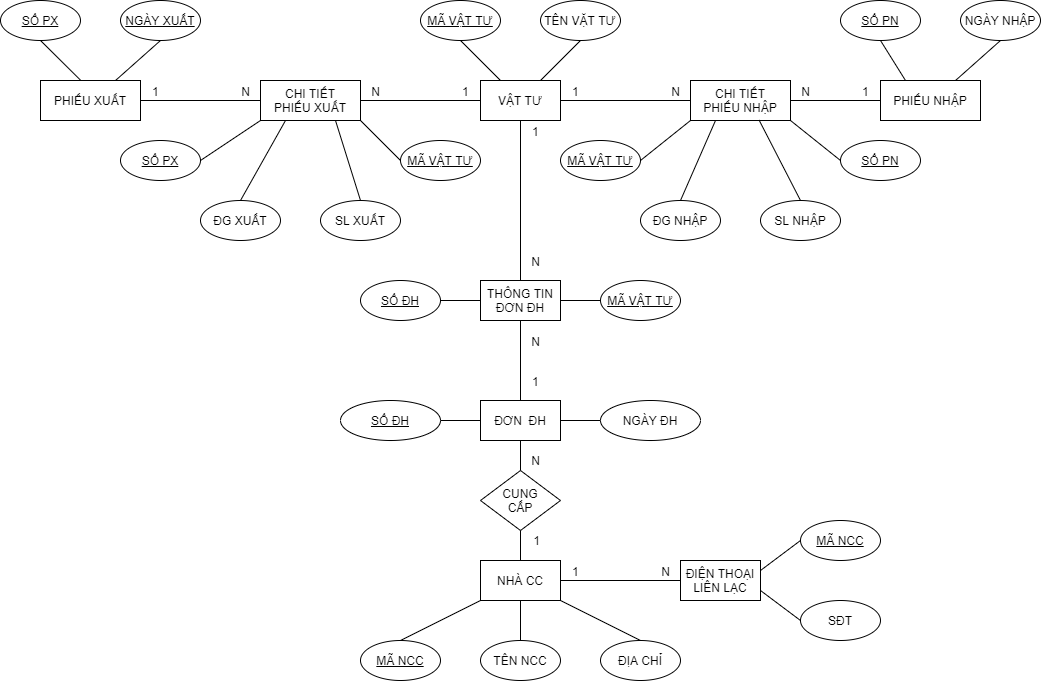 SỐ PX
NGÀY XUẤT
MÃ VẬT TƯ
TÊN VẶT TƯ
SỐ PN
NGÀY NHẬP
PHIẾU XUẤT
1
N
CHI TIẾT
PHIẾU XUẤT
N
1
VẬT TƯ
1
N
CHI TIẾT
PHIẾU NHẬP
N
1
PHIẾU NHẬP
1
SỐ PX
MÃ VẬT TƯ
MÃ VẬT TƯ
SỐ PN
ĐG XUẤT
SL XUẤT
ĐG NHẬP
SL NHẬP
N
SỐ ĐH
THÔNG TIN
ĐƠN ĐH
MÃ VẬT TƯ
N
1
SỐ ĐH
ĐƠN ĐH
NGÀY ĐH
N
CUNG
CẤP
1
MÃ NCC
NHÀ CC
1
N
ĐIỆN THOẠI
LIÊN LẠC
SĐT
MÃ NCC
TÊN NCC
ĐỊA CHỈ